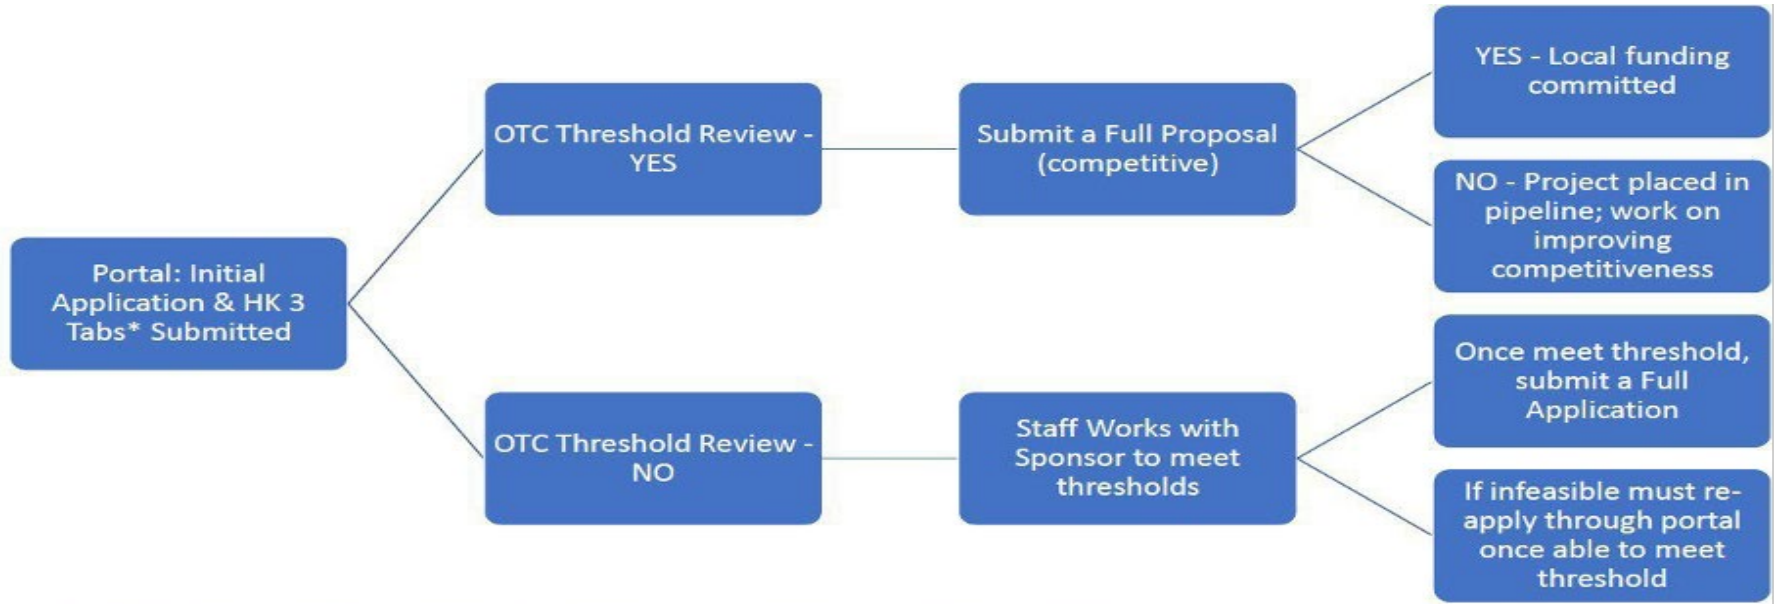 Portal: Initial
Application & HK 3
Tabs* Submitted
OTC Threshold Review -
YES
Submit a Full Proposal
(competitive)
YES - Local funding
committed
NO - Project placed in
pipeline; work on
improving
competitiveness
OTC Threshold Review -
NO
Staff Works with
Sponsor to meet
thresholds
Once meet threshold,
submit a Full
Application
If infeasible must re-
apply through portal
once able to meet
threshold